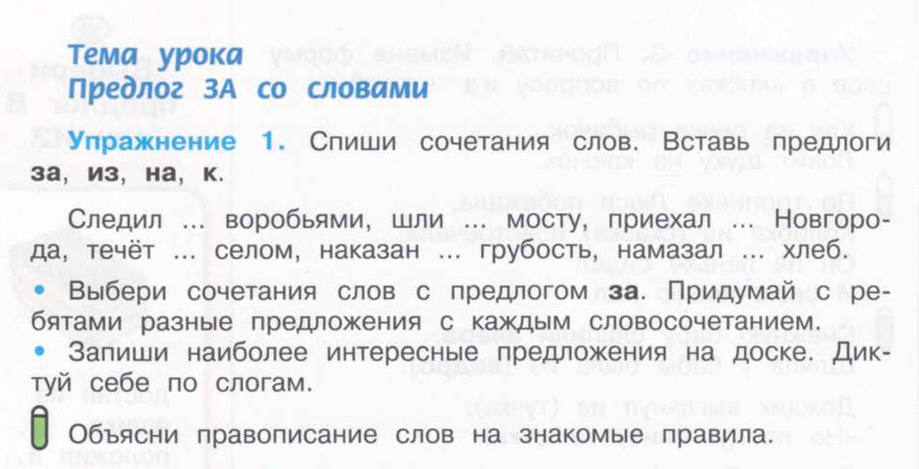 Тема урока
Предлог ЗА со словами
Упражнение 1. Спиши сочетания слов. Вставь предлоги
за, из, на, к.
Следил ... воробьями, шли ... мосту, приехал ... Новгоро-
да, течёт ... селом, наказан ... грубость, намазал ... хлеб.
• Выбери сочетания слов с предлогом за. Придумай с ре-
бятами разные предложения с каждым словосочетанием.
• Запиши наиболее интересные предложения на доске. Дик-
туй себе по слогам.
Объясни правописание слов на знакомые правила.